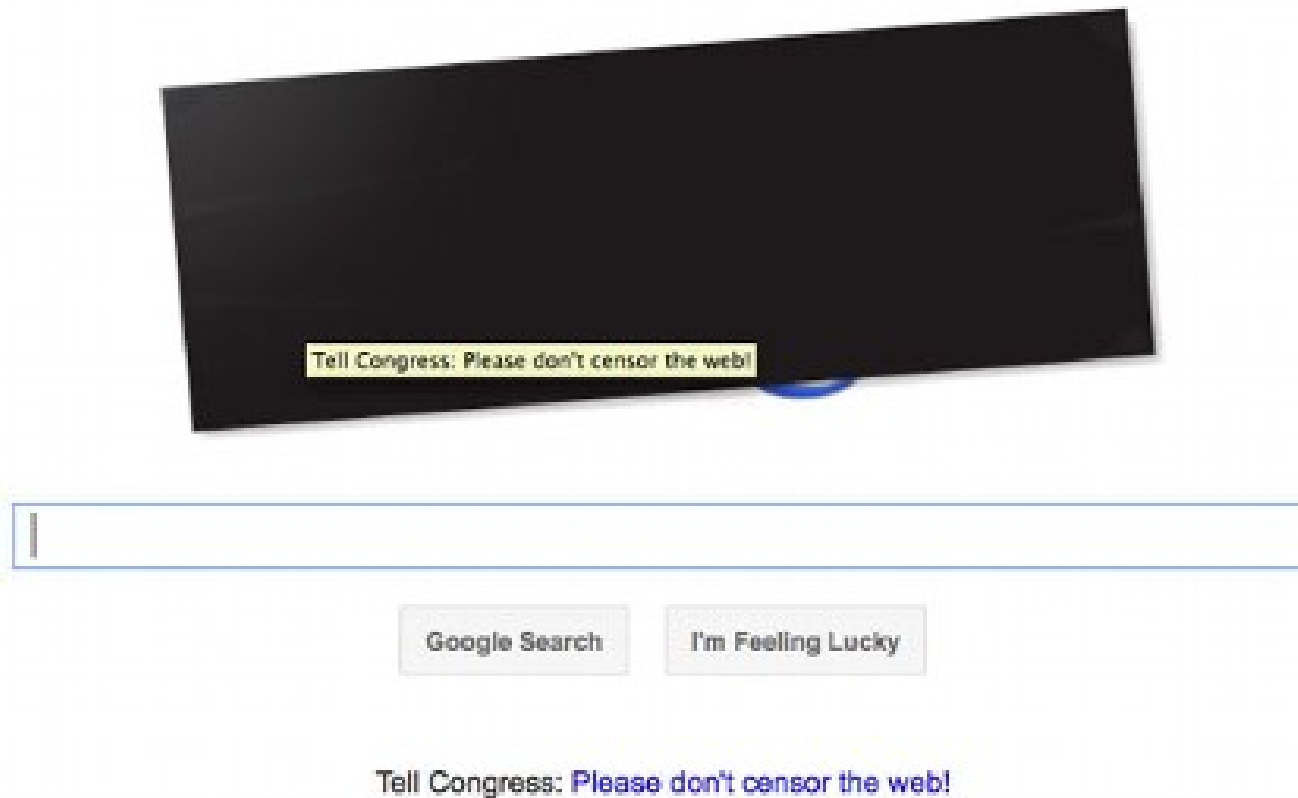 Tell Congress: Please don't censor the web!
Google Search
I'm Feeling Lucky
Tell Congress: Please don't censor the web!